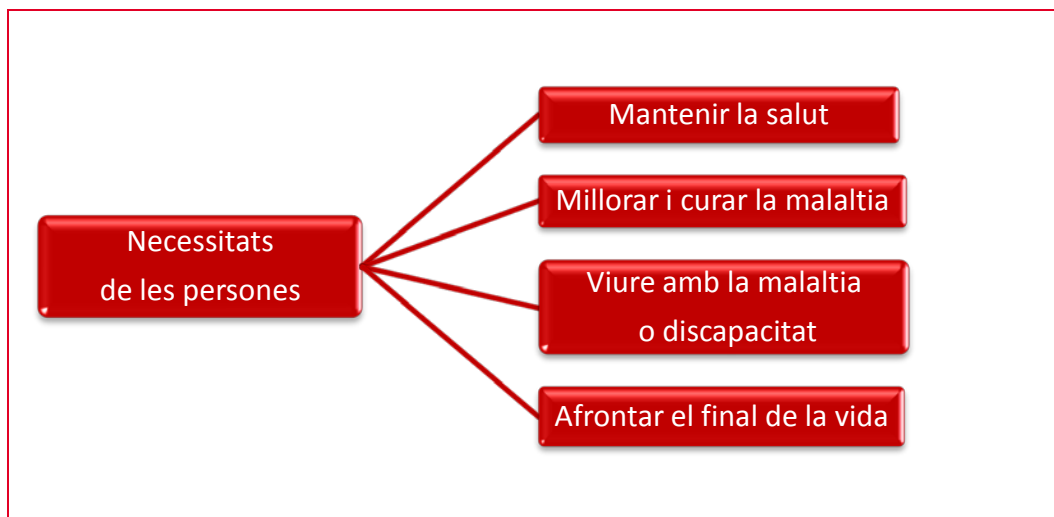 Necessitats
de les persones
Mantenir la salut
Millorar i curar la malaltia
Viure amb la malaltia
o discapacitat
Afrontar el final de la vida